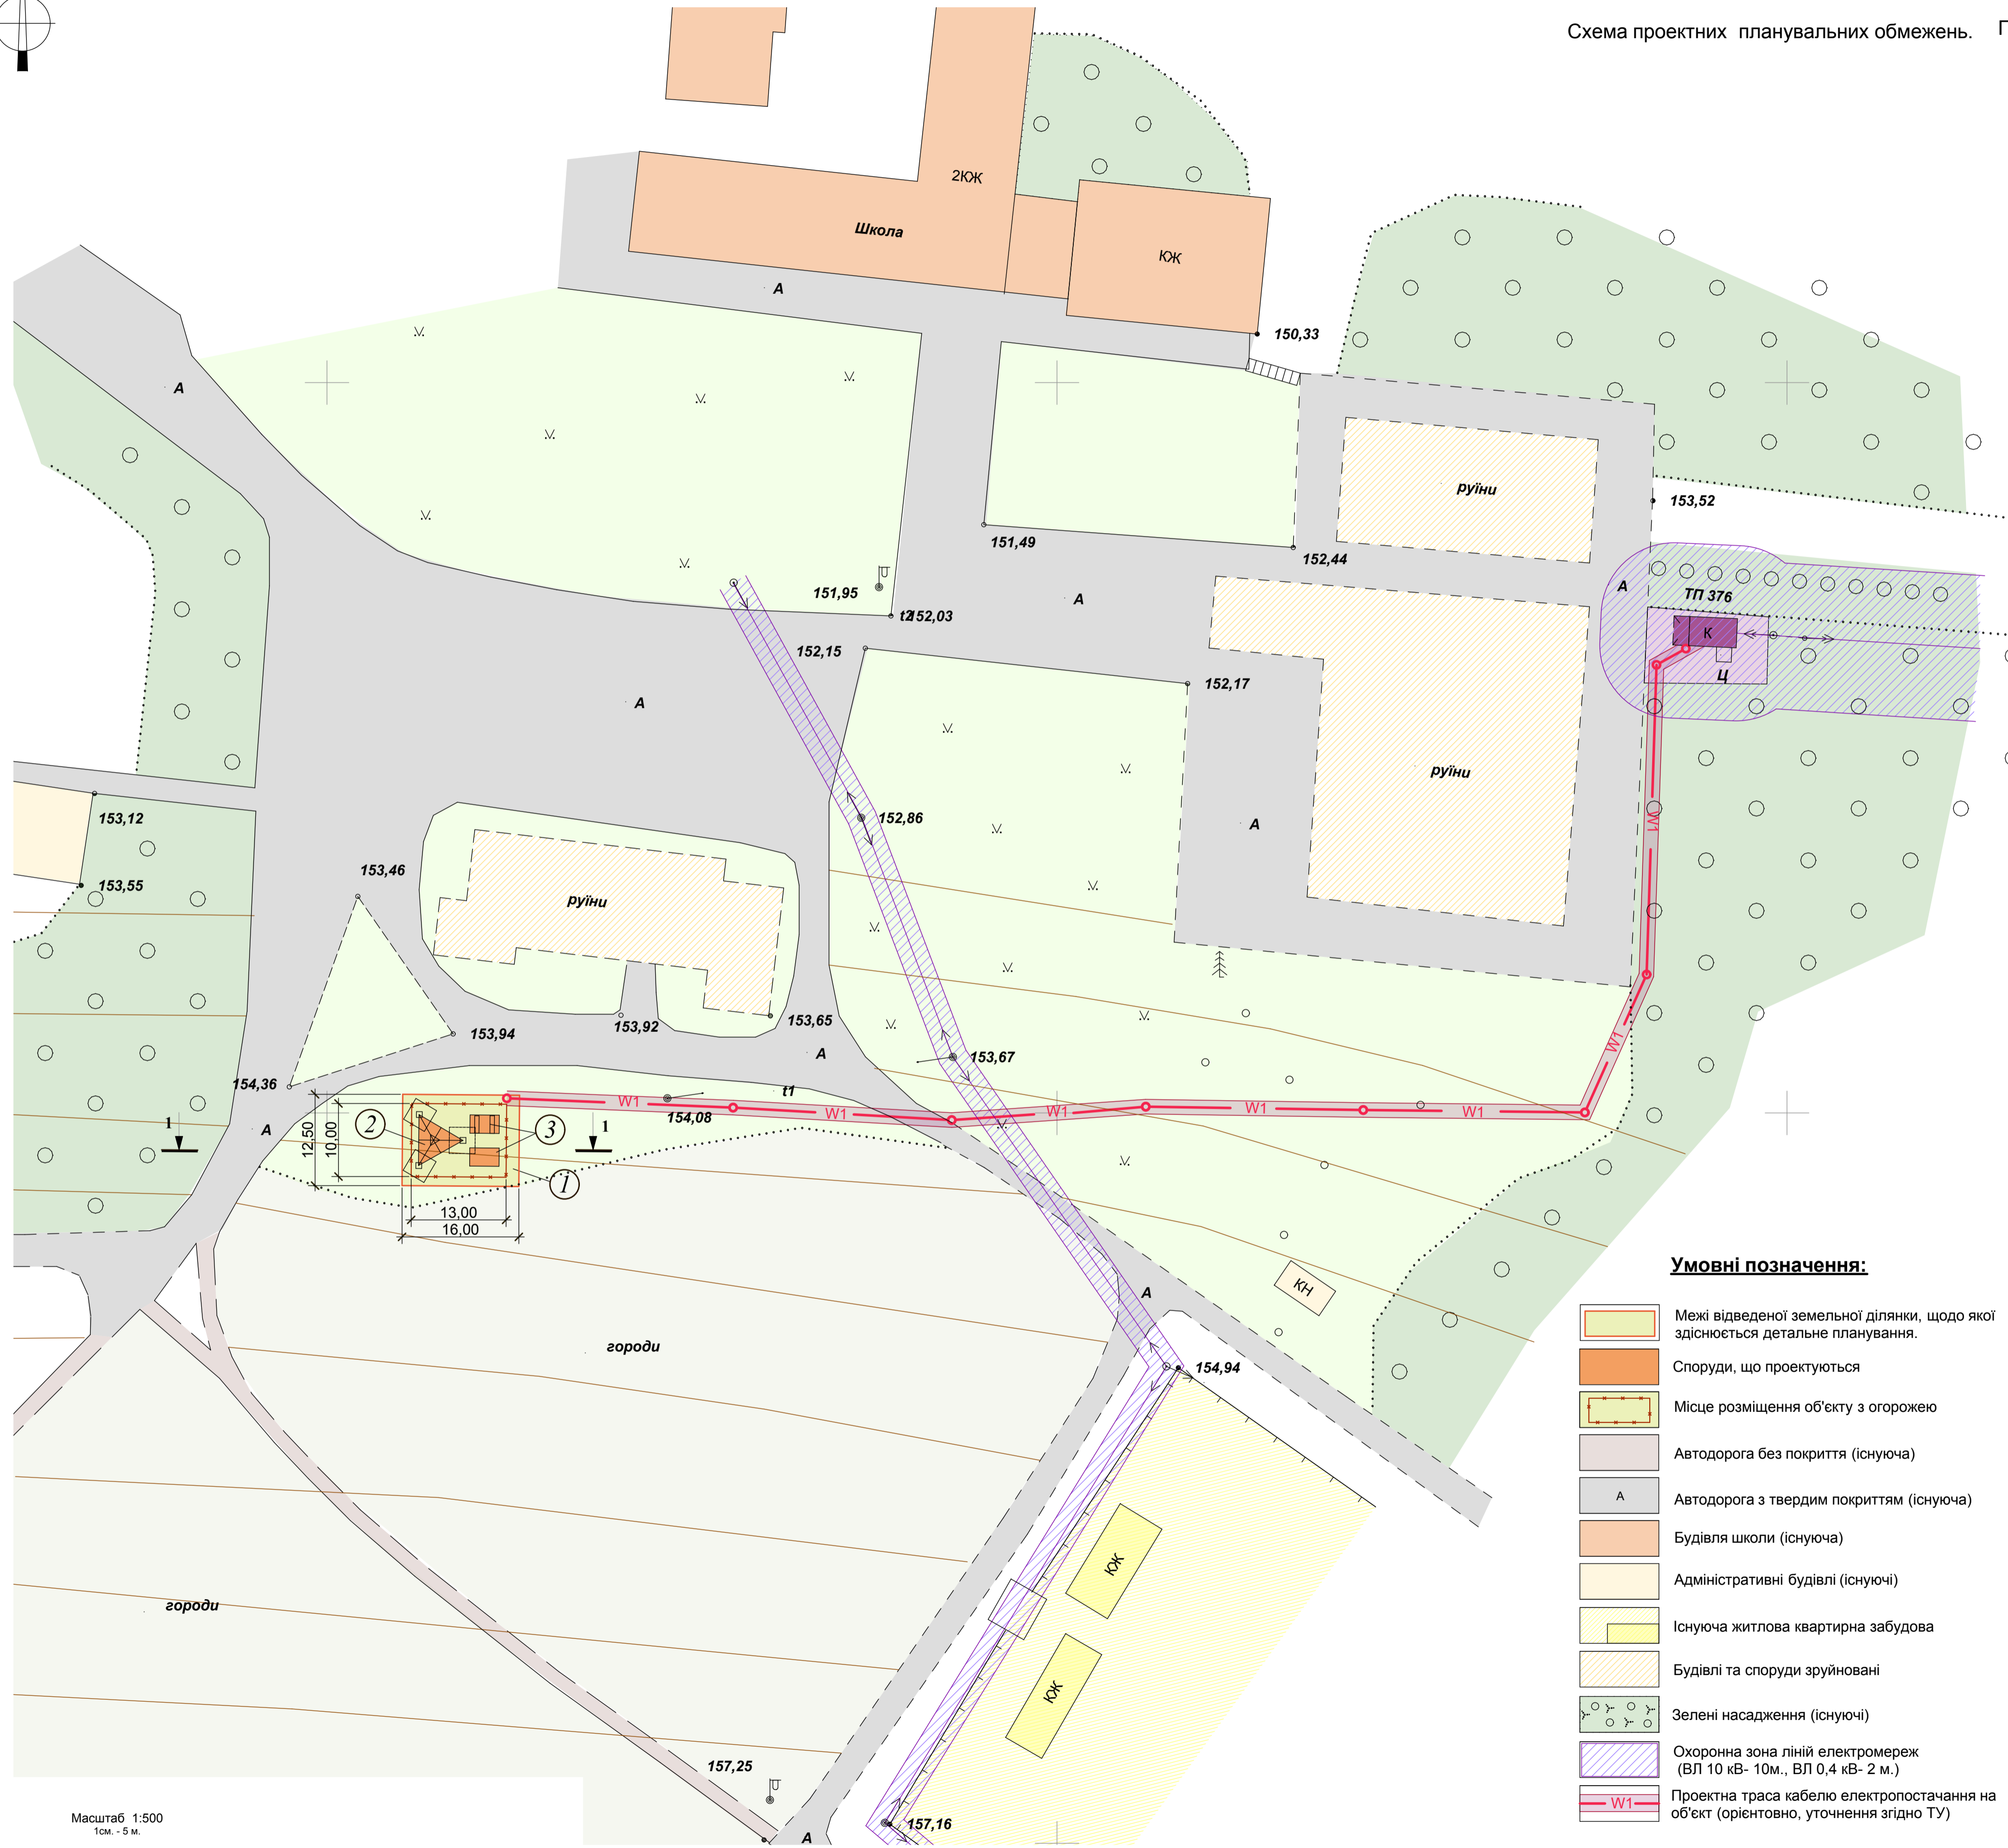 Схема проектних планувальних обмежень. Г
2КЖ
Школа
КЖ
А
150,33
А
руїни
153,52
151,49
152,44
151,95
t2
152,03
А
А
ТП 376
К
Ц
152,15
152,17
А
руїни
153,12
152,86
А
W1
153,55
153,46
руїни
153,94
153,92
153,65
А
153,67
W1
154,36
t1
W1
154,08
W1
W1
W1
W1
1
А
12,50
10,00
2
3
1
1
13,00
16,00
А
КН
городи
154,94
КЖ
городи
КЖ
157,25
157,16
А
Масштаб 1:500
1см. - 5 м.
Умовні позначення:
Межі відведеної земельної ділянки, щодо якої
здіснюється детальне планування.
Споруди, що проектуються
Місце розміщення об'єкту з огорожею
Автодорога без покриття (існуюча)
А
Автодорога з твердим покриттям (існуюча)
Будівля школи (існуюча)
Адміністративні будівлі (існуючі)
Існуюча житлова квартирна забудова
Будівлі та споруди зруйновані
Зелені насадження (існуючі)
Охоронна зона ліній електромереж
(ВЛ 10 кВ- 10м., ВЛ 0,4 кВ- 2 м.)
W1
Проектна траса кабелю електропостачання на
об'єкт (орієнтовно, уточнення згідно ТУ)